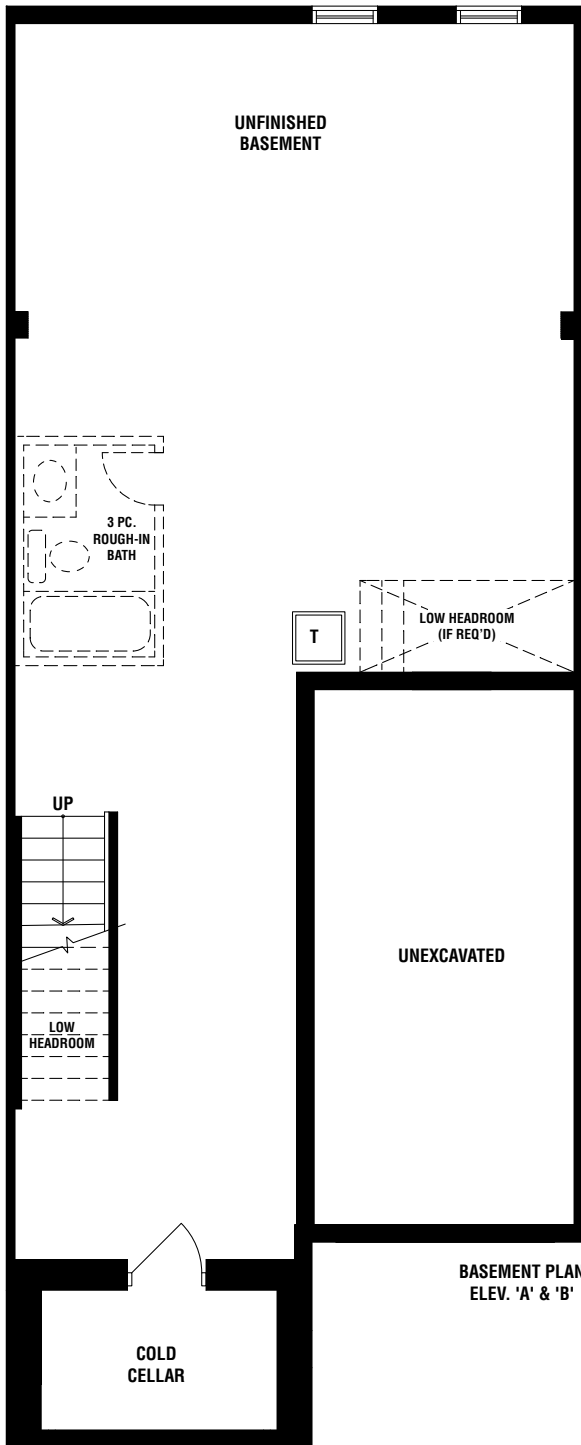 UNFINISHED
BASEMENT
3 PC.
ROUGH-IN
BATH
T
LOW HEADROOM
(IF REQ'D)
UP
UNEXCAVATED
LOW
HEADROOM
BASEMENT PLAN
ELEV. 'A' & 'B'
COLD
CELLAR